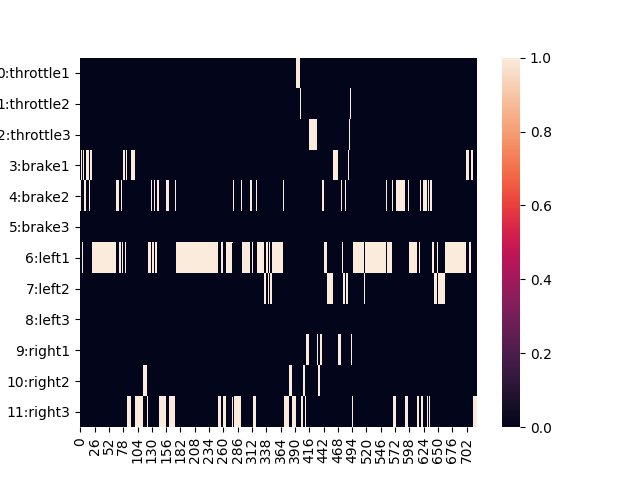 0:throttle1
1:throttle2
2:throttle3
3:brake1
4:brake2
5:brake3
6:left1
7:left2
8:left3
9:right1
10:right2
11:right3
0 26 52 78 104 130 156 182 208 234 260 286 312 338 364 390 416 442 468 494 520 546 572 598 624 650 676 702
1.0
0.8
0.6
0.4
0.2
0.0